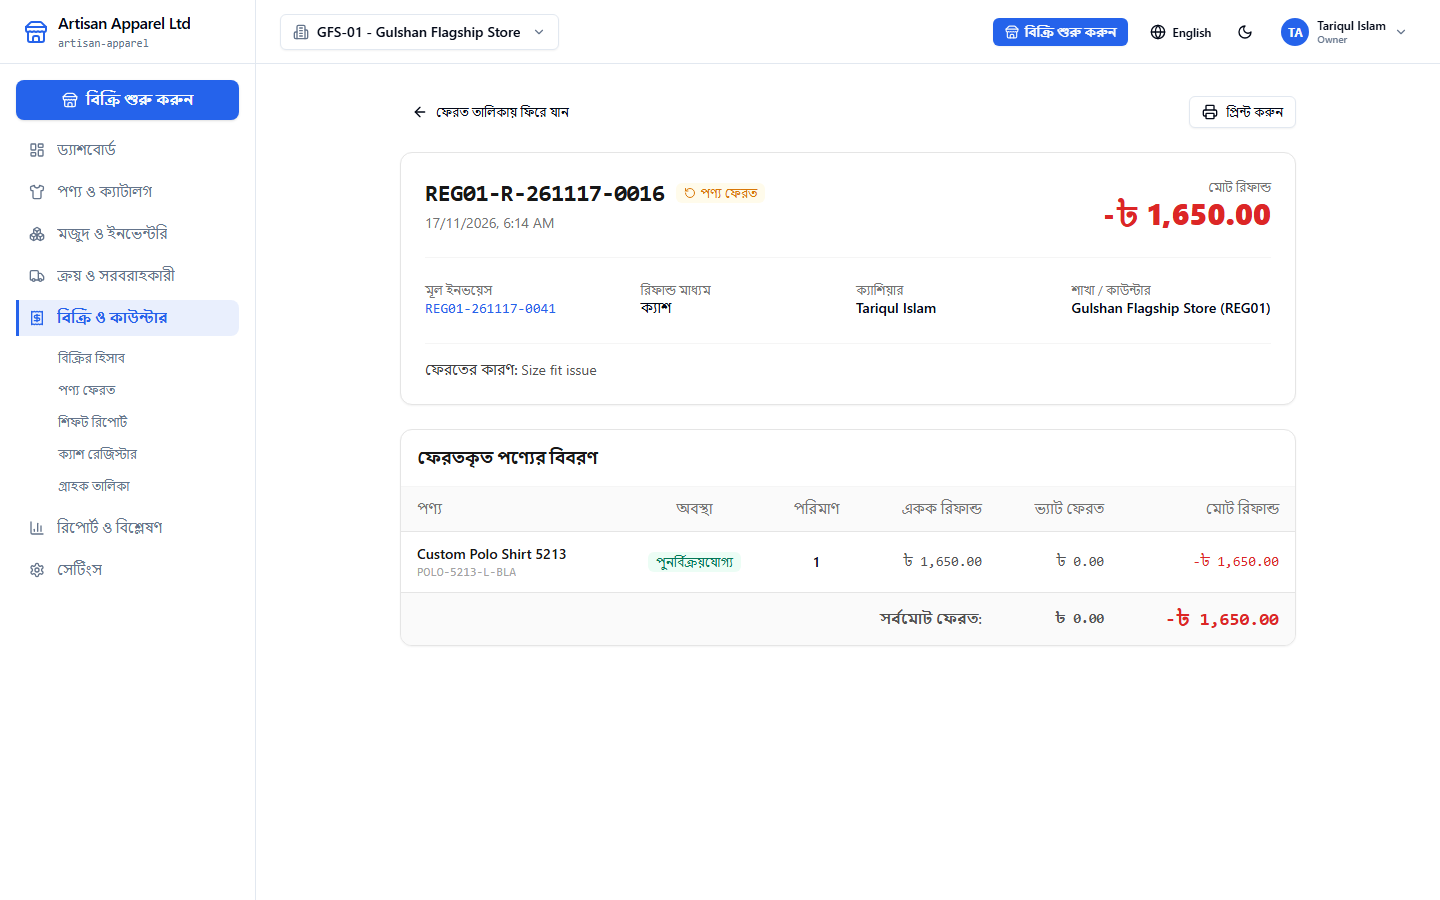 Artisan Apparel Ltd
artisan-apparel
GFS-01 - Gulshan Flagship Store
বিক্রি শুরু করুন
English
TA
Tariqul Islam
Owner
বিক্রি শুরু করুন
ড্যাশবোর্ড
পণ্য ও ক্যাটালগ
মজুদ ও ইনভেন্টরি
ক্রয় ও সরবরাহকারী
বিক্রি ও কাউন্টার
বিক্রির হিসাব
পণ্য ফেরত
শিফট রিপোর্ট
ক্যাশ রেজিস্টার
গ্রাহক তালিকা
রিপোর্ট ও বিশ্লেষণ
সেটিংস
ফেরত তালিকায় ফিরে যান
প্রিন্ট করুন
REG01-R-261117-0016
পণ্য ফেরত
17/11/2026, 6:14 AM
মোট রিফান্ড
-৳ 1,650.00
মূল ইনভয়েস
REG01-261117-0041
রিফান্ড মাধ্যম
ক্যাশ
ক্যাশিয়ার
Tariqul Islam
শাখা / কাউন্টার
Gulshan Flagship Store (REG01)
ফেরতের কারণ: Size fit issue
ফেরতকৃত পণ্যের বিবরণ
পণ্য অবস্থা পরিমাণ একক রিফান্ড ভ্যাট ফেরত মোট রিফান্ড
Custom Polo Shirt 5213
POLO-5213-L-BLA
পুনর্বিক্রয়যোগ্য 1 ৳ 1,650.00 ৳ 0.00 -৳ 1,650.00
সর্বমোট ফেরত: ৳ 0.00 -৳ 1,650.00